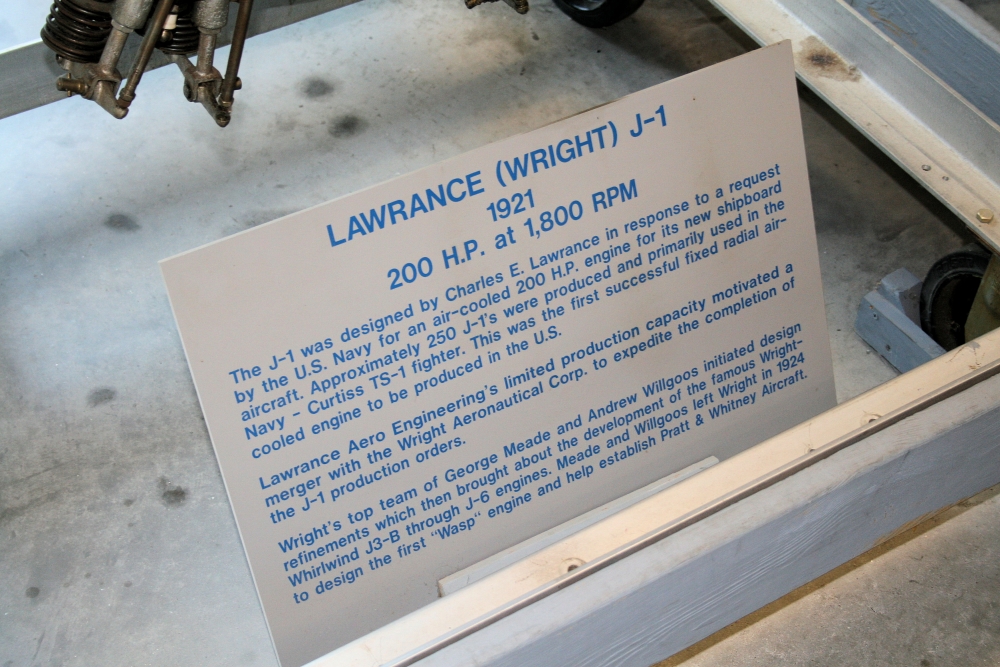 LAWRANCE (WRIGHT) J-1
1921
200 H.P. at 1,800 RPM
The J-1 was designed by Charles E. Lawrance in response to a request
by the U.S. Navy for an air-cooled 200 H.P. engine for its new shipboard
aircraft. Approximately 250 J-1's were produced and primarily used in the
Navy - Curtiss TS-1 fighter. This was the first successful fixed radial air-
cooled engine to be produced in the U.S.
Lawrance Aero Engineering's limited production capacity motivated a
merger with the Wright Aeronautical Corp. to expedite the completion of
the J-1 production orders.
Wright's top team of George Meade and Andrew Willgoos initiated design
refinements which then brought about the development of the famous Wright-
Whirlwind J3-B through J-6 engines. Meade and Willgoos left Wright in 1924
to design the first "Wasp" engine and help establish Pratt & Whitney Aircraft.